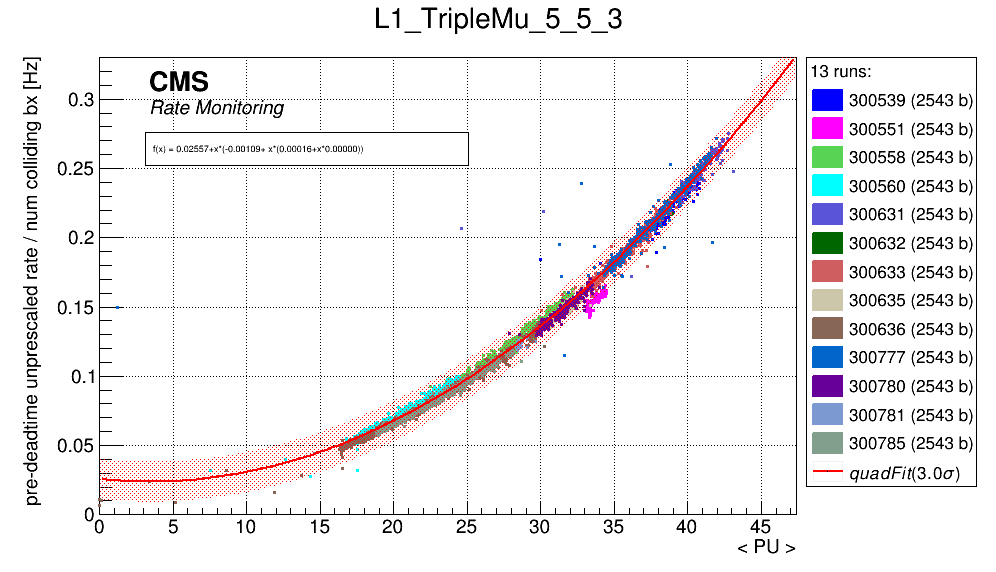 L1_TripleMu_5_5_3
pre-deadtime unprescaled rate / num colliding bx [Hz]
CMS
Rate Monitoring
f(x) = 0.02557+x*(-0.00109+ x*(0.00016+x*0.00000))
0.3
0.25
0.2
0.15
0.1
0.05
0
0 5 10 15 20 25 30 35 40 45
< PU >
13 runs:
300539 (2543 b)
300551 (2543 b)
300558 (2543 b)
300560 (2543 b)
300631 (2543 b)
300632 (2543 b)
300633 (2543 b)
300635 (2543 b)
300636 (2543 b)
300777 (2543 b)
300780 (2543 b)
300781 (2543 b)
300785 (2543 b)
quadFit(3.0σ)